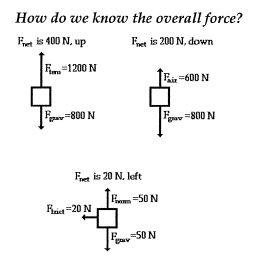 How do we know the overall force?
Fnet is 400 N, up
Fnet is 200 N, down
Ftens =1200 N
Fgrav =800 N
Fair =600 N
Fgrav =800 N
Fnet is 20 N, left
Fnorm =50 N
Ffrict =20 N
Fgrav =50 N